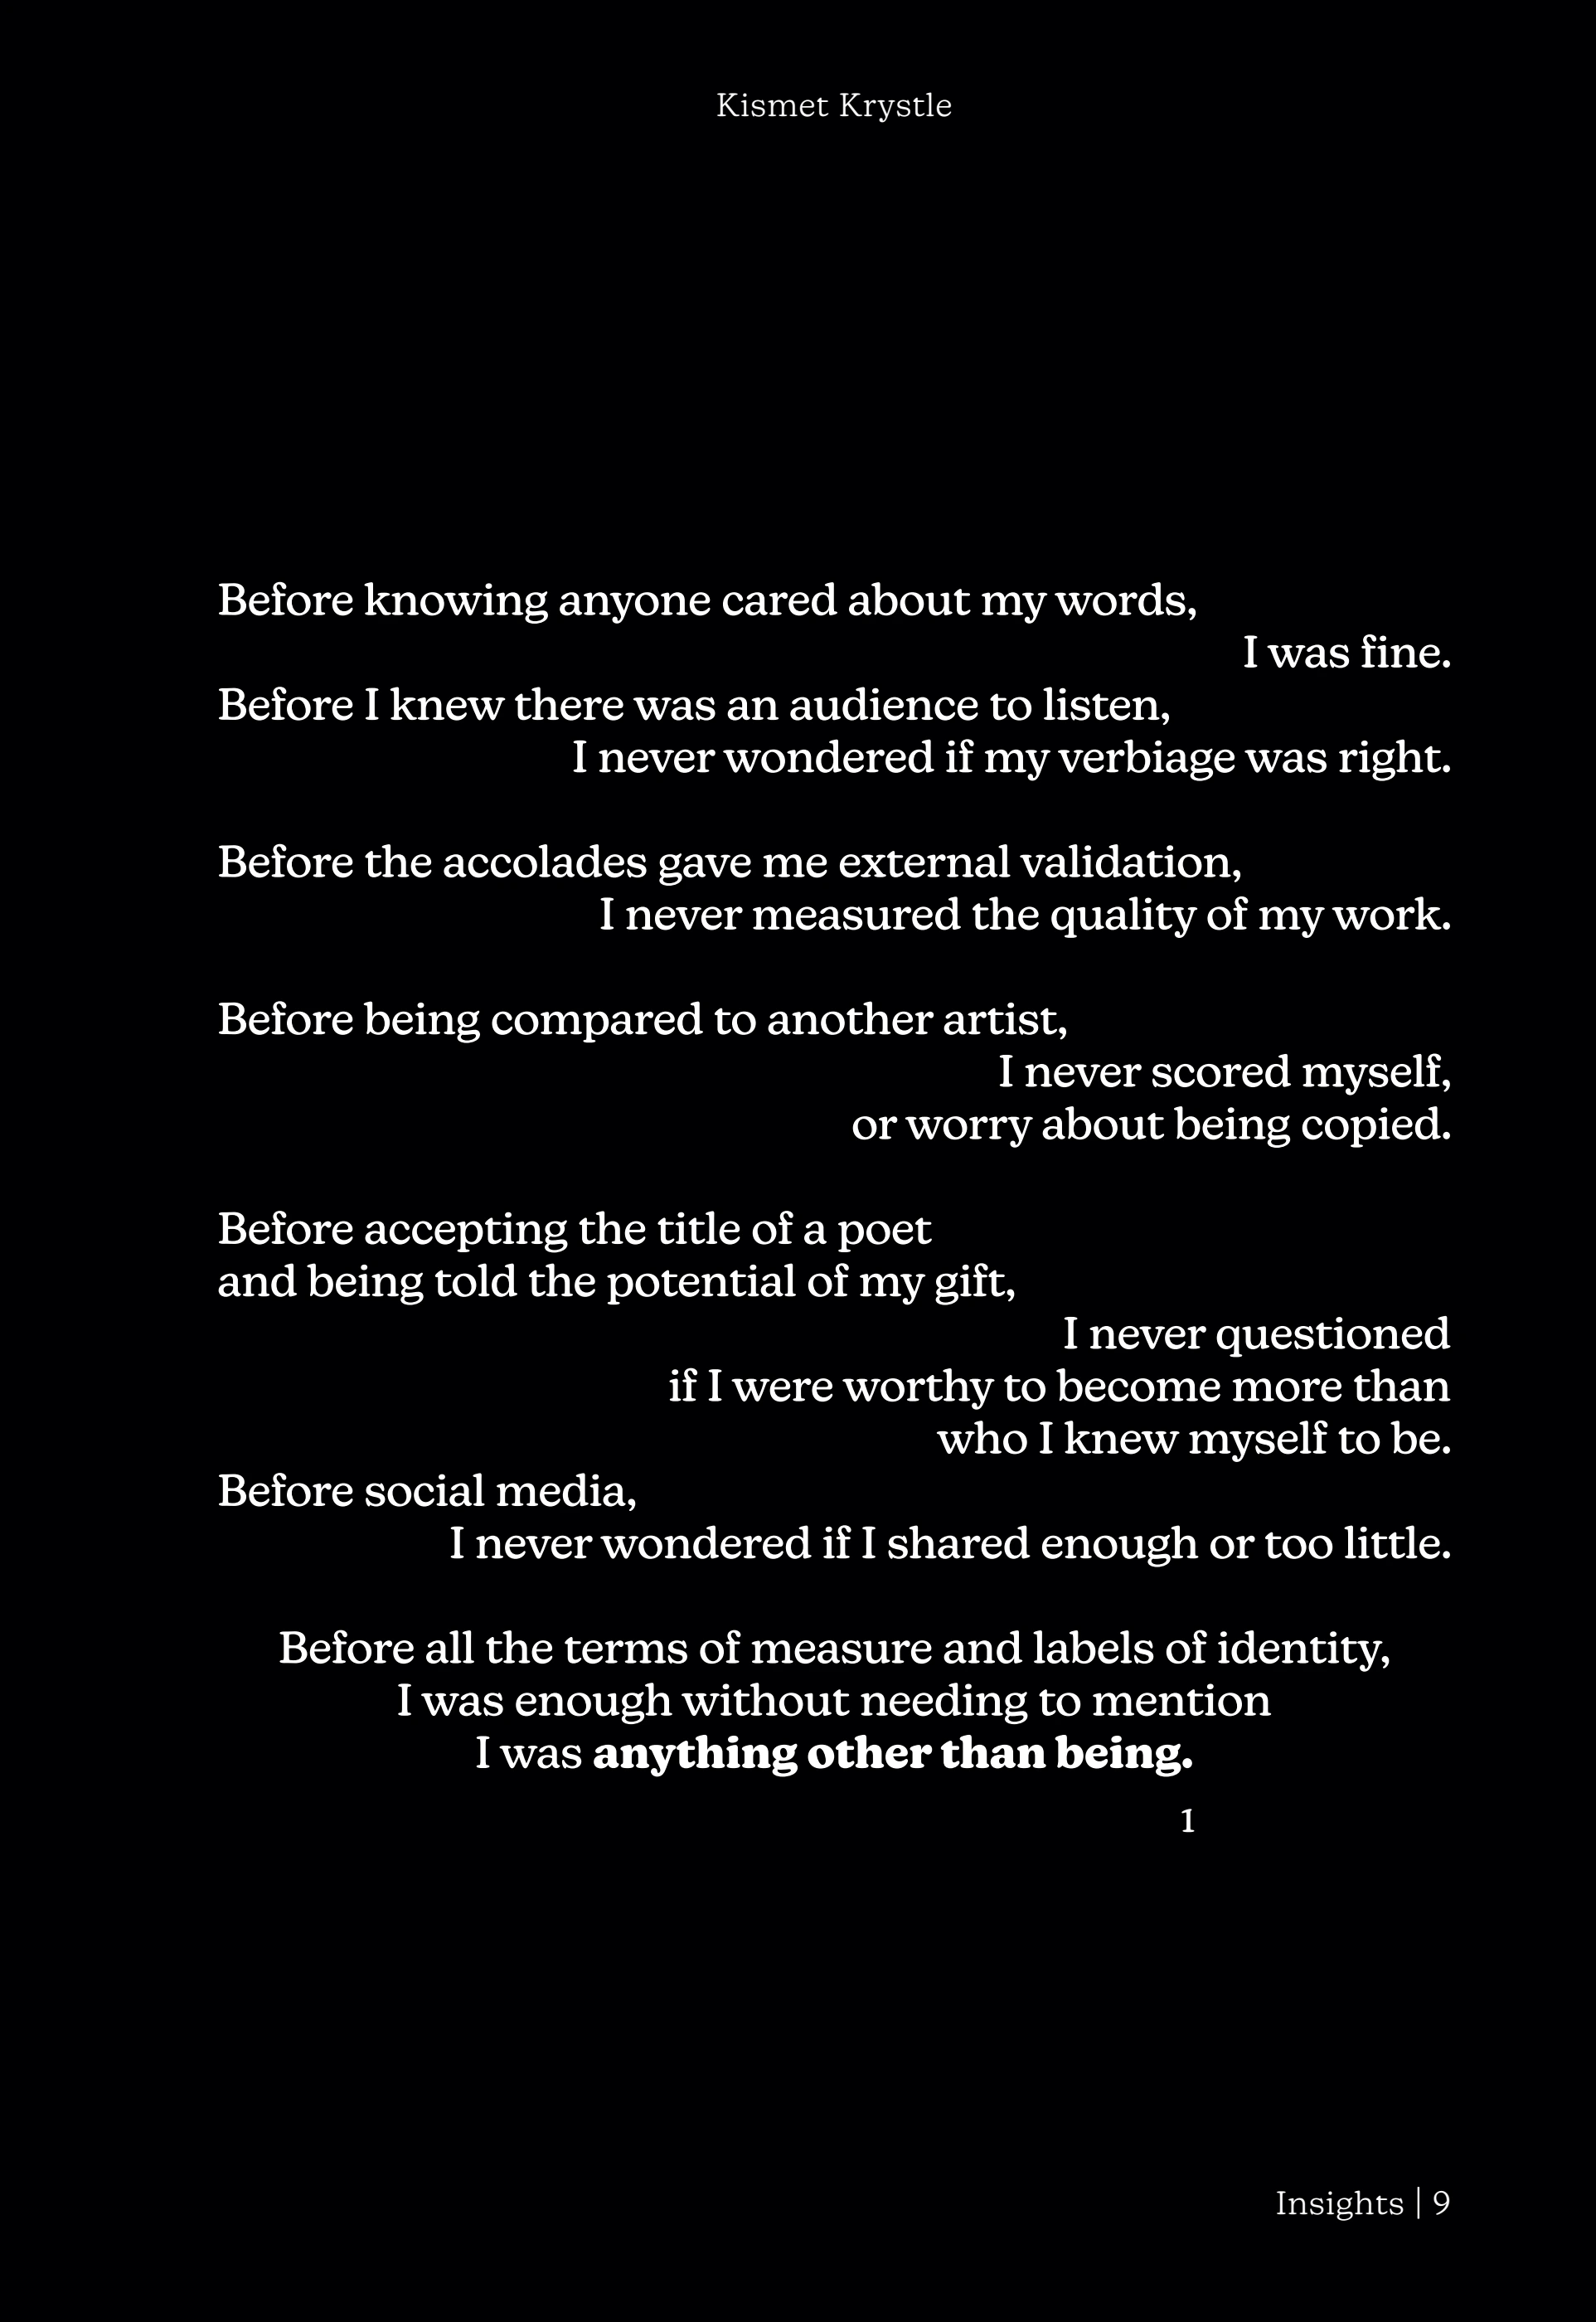 Kismet Krystle
Before knowing anyone cared about my words,
I was fine.
Before I knew there was an audience to listen,
I never wondered if my verbiage was right.
Before the accolades gave me external validation,
I never measured the quality of my work.
Before being compared to another artist,
I never scored myself,
or worry about being copied.
Before accepting the title of a poet
and being told the potential of my gift,
I never questioned
if I were worthy to become more than
who I knew myself to be.
Before social media,
I never wondered if I shared enough or too little.
Before all the terms of measure and labels of identity,
I was enough without needing to mention
I was anything other than being.
1
Insights | 9